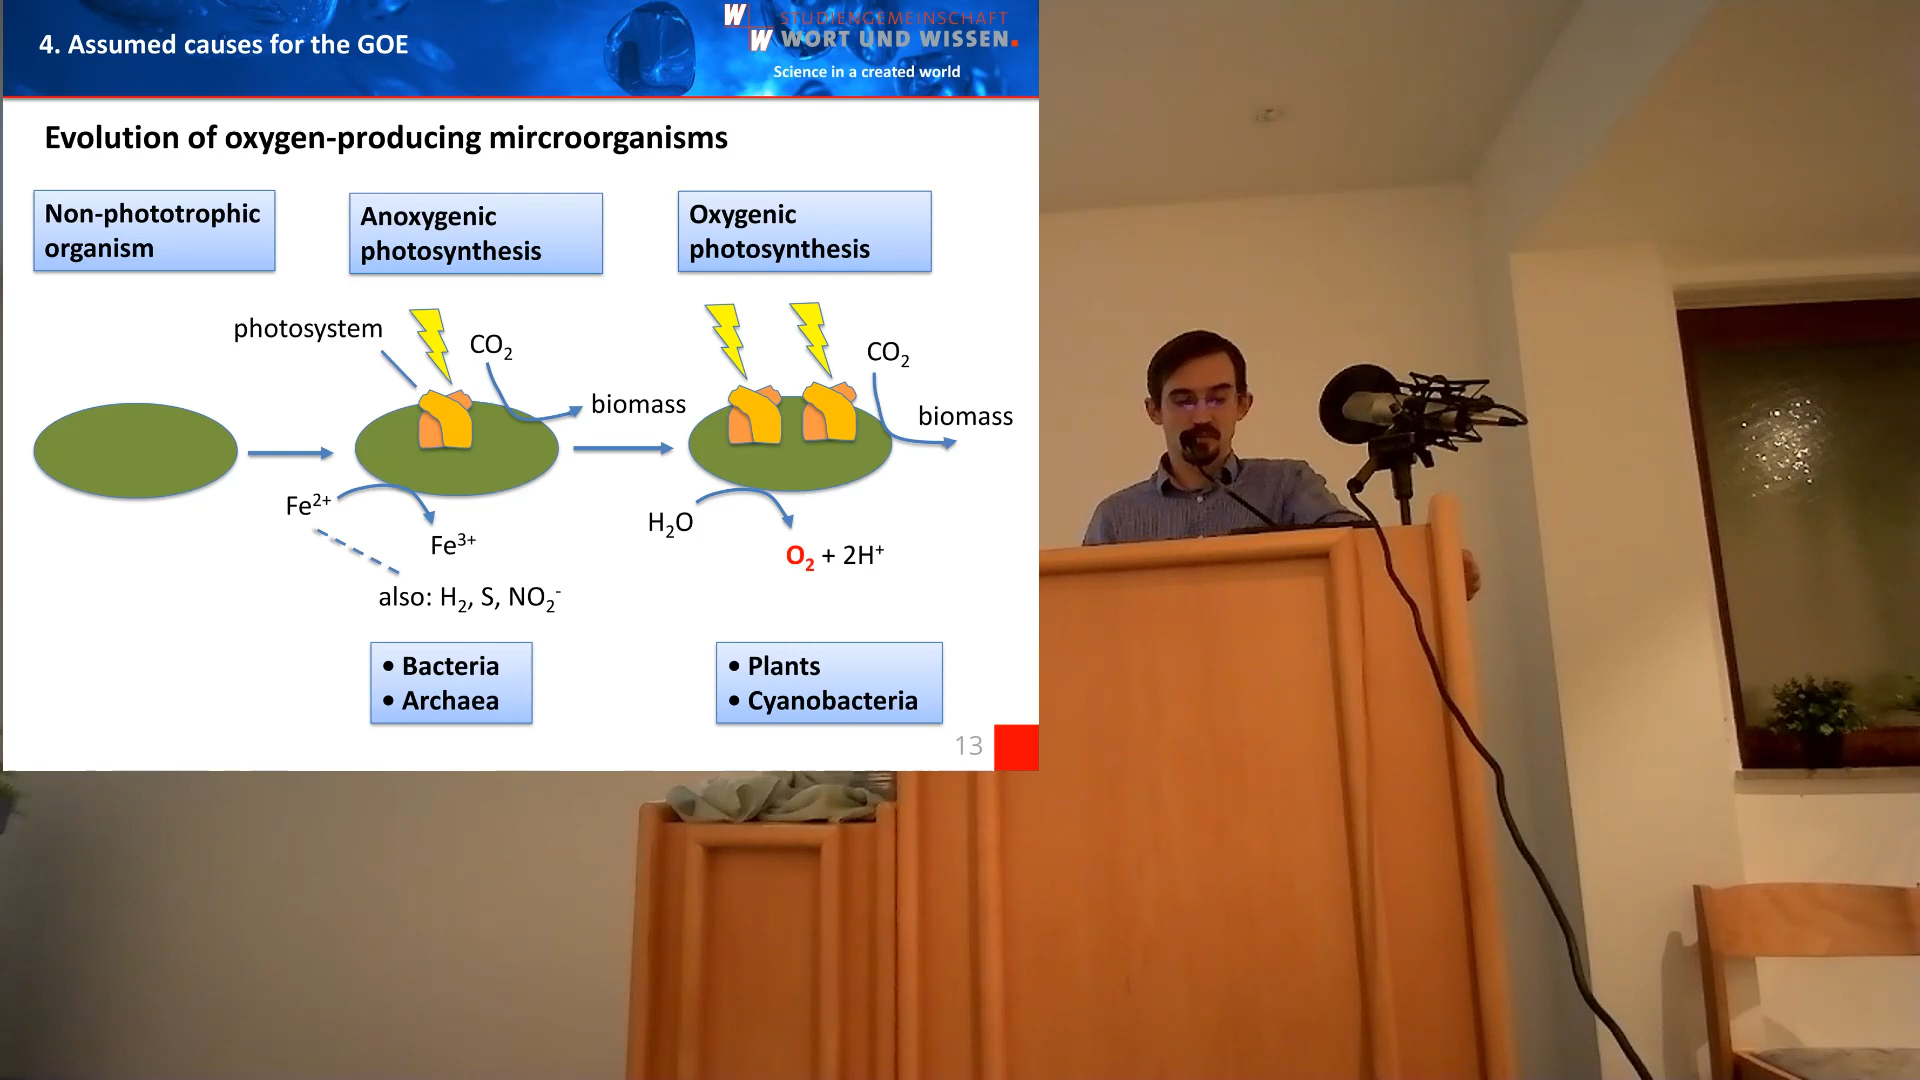 4. Assumed causes for the GOE
W
W
STUDIENGEMEINSCHAFT
WORT UND WISSEN.
Science in a created world
Evolution of oxygen-producing mircroorganisms
Non-phototrophic
organism
Anoxygenic
photosynthesis
Oxygenic
photosynthesis
photosystem
CO₂
biomass
CO₂
biomass
Fe²⁺
Fe³⁺
also: H₂, S, NO₂⁻
H₂O
O₂ + 2H⁺
• Bacteria
• Archaea
• Plants
• Cyanobacteria
13